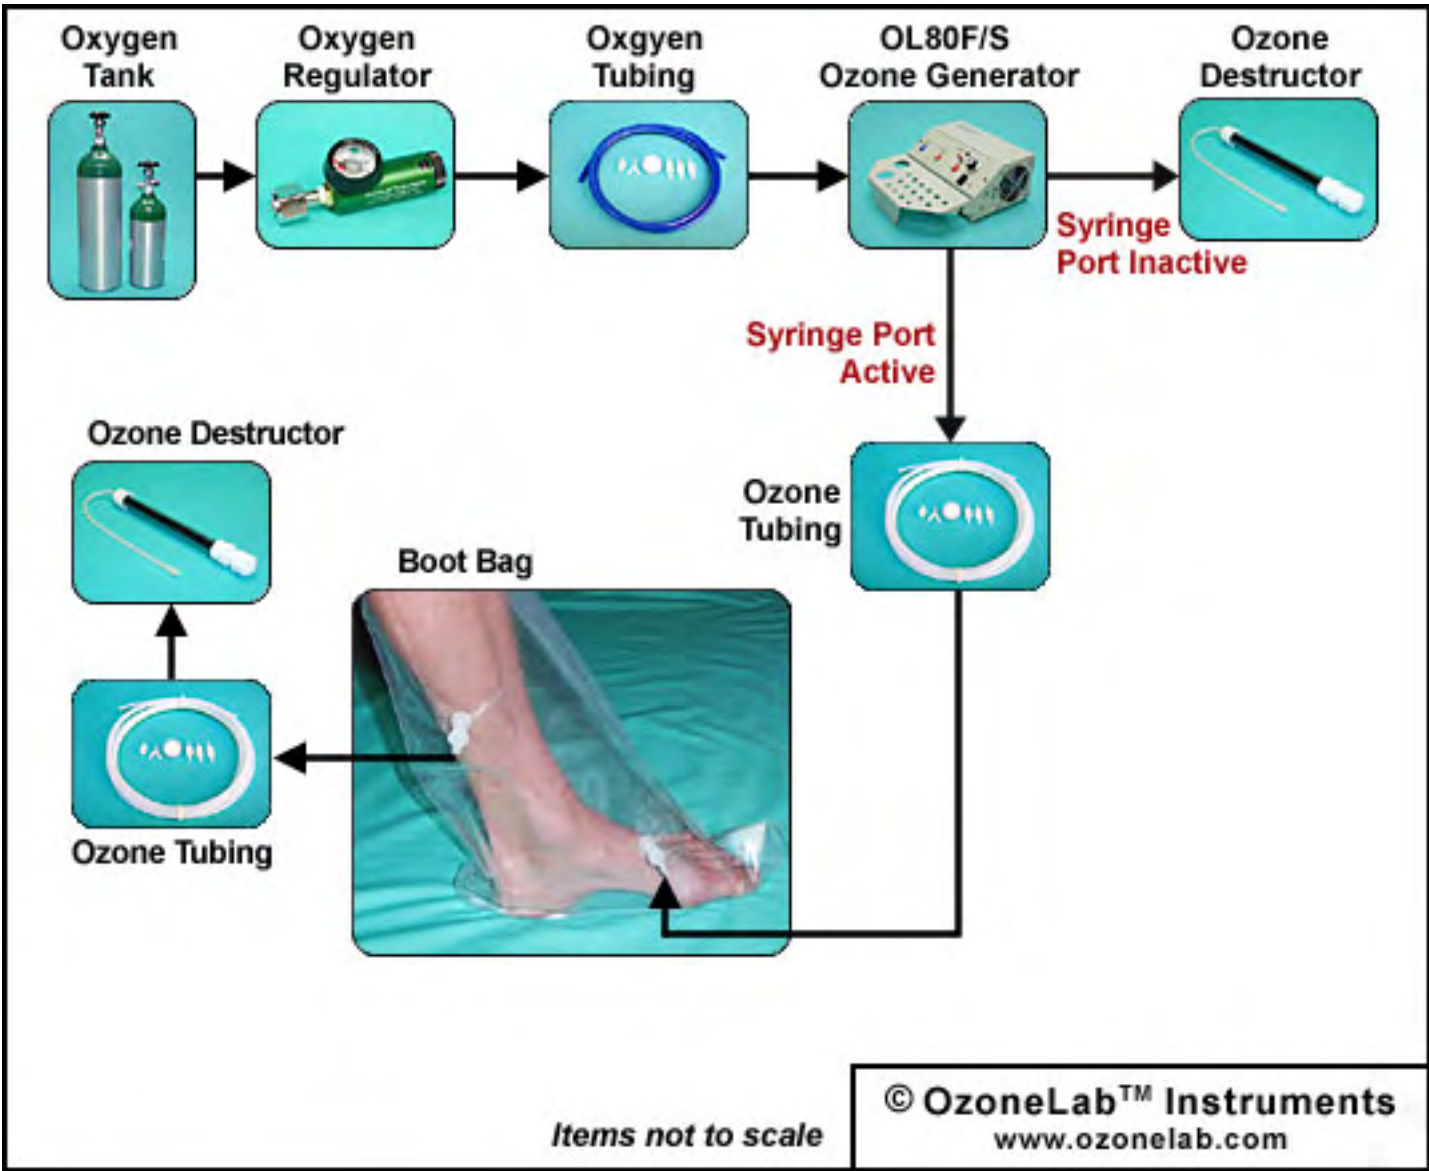 Oxygen
Tank
Oxygen
Regulator
Oxgyen
Tubing
OL80F/S
Ozone Generator
Ozone
Destructor
Syringe
Port Inactive
Syringe Port
Active
Ozone Destructor
Ozone
Tubing
Boot Bag
Ozone Tubing
Items not to scale
© OzoneLab™ Instruments
www.ozonelab.com